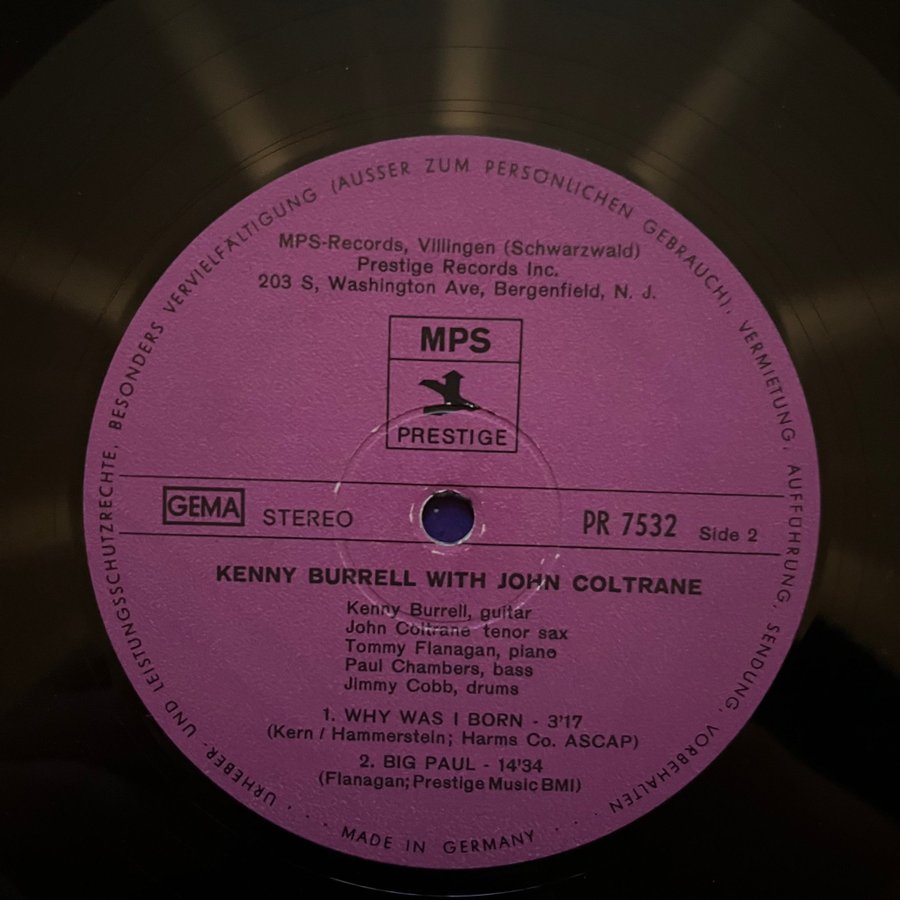 URHEBER- UND LEISTUNGSSCHUTZRECHTE, BESONDERS VERVIELFÄLTIGUNG (AUSSER ZUM PERSÖNLICHEN GEBRAUCH), VERMIETUNG, AUFFÜHRUNG, SENDUNG, VORBEHALTEN
MPS-Records, Villingen (Schwarzwald)
Prestige Records Inc.
203 S, Washington Ave, Bergenfield, N. J.
MPS
PRESTIGE
GEMA STEREO PR 7532 Side 2
KENNY BURRELL WITH JOHN COLTRANE
Kenny Burrell, guitar
John Coltrane tenor sax
Tommy Flanagan, piano
Paul Chambers, bass
Jimmy Cobb, drums
1. WHY WAS I BORN - 3'17
(Kern / Hammerstein; Harms Co. ASCAP)
2. BIG PAUL - 14'34
(Flanagan; Prestige Music BMI)
· · · MADE IN GERMANY · · ·